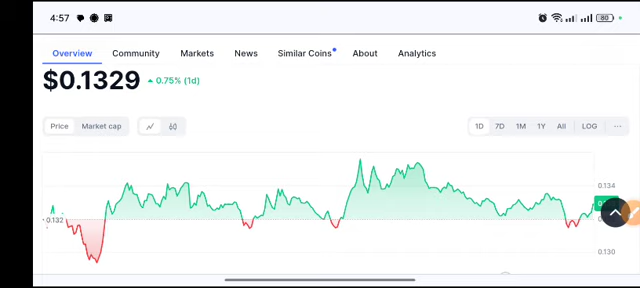 4:57
80
Overview Community Markets News Similar Coins About Analytics
$0.1329 0.75% (1d)
Price Market cap 1D 7D 1M 1Y All LOG ...
0.134
0.132
0.130